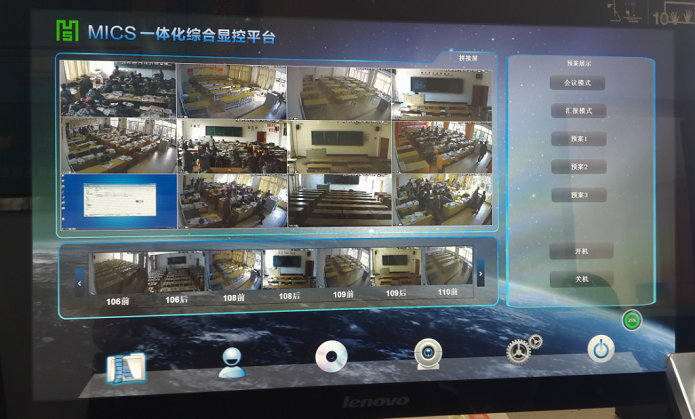 10
MICS 一体化综合显控平台
拼接屏
预案展示
会议模式
汇报模式
预案1
预案2
预案3
开机
关机
106前
106后
108前
108后
109前
109后
110前
lenovo